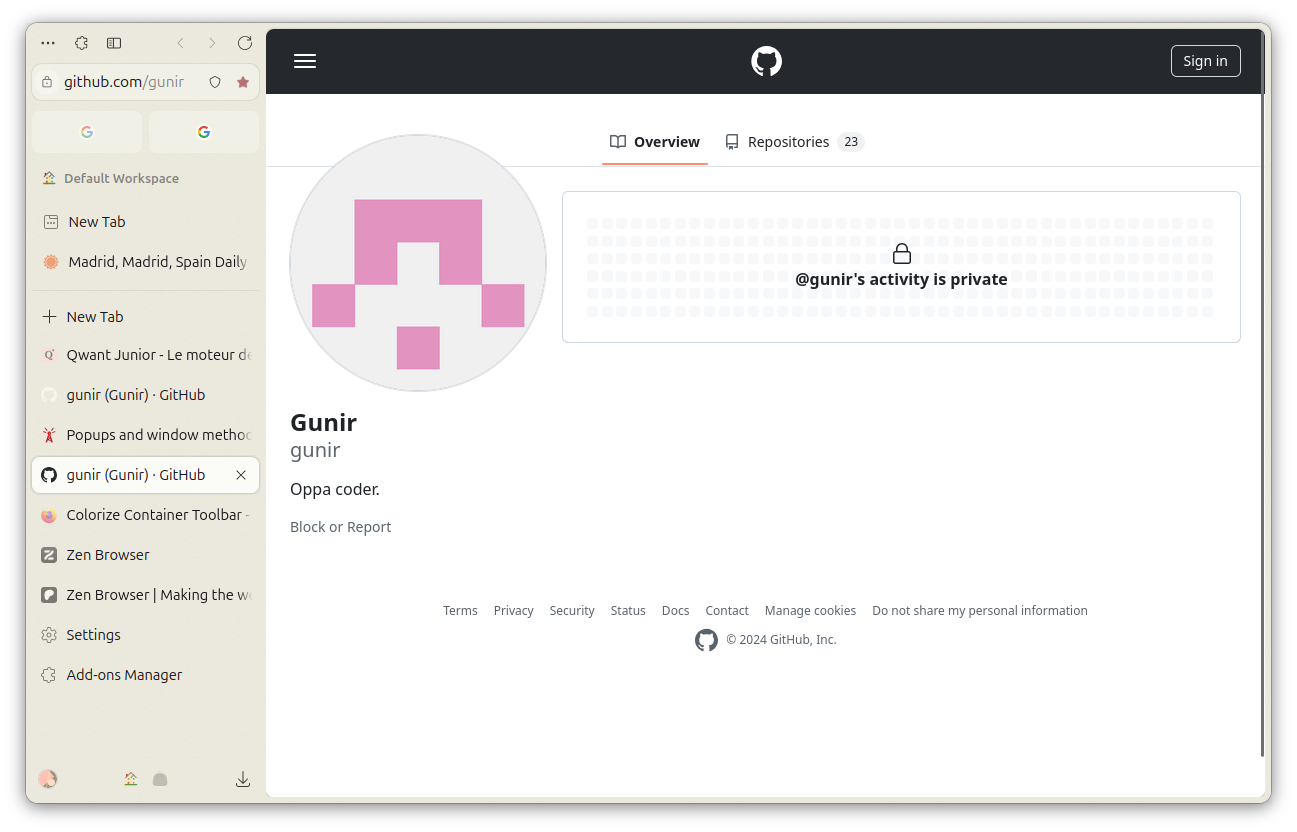 github.com/gunir
Default Workspace
New Tab
Madrid, Madrid, Spain Daily
New Tab
Qwant Junior - Le moteur de
gunir (Gunir) · GitHub
Popups and window method
gunir (Gunir) · GitHub
Colorize Container Toolbar -
Zen Browser
Zen Browser | Making the we
Settings
Add-ons Manager
Sign in
Overview
Repositories 23
@gunir's activity is private
Gunir
gunir
Oppa coder.
Block or Report
Terms Privacy Security Status Docs Contact Manage cookies Do not share my personal information
© 2024 GitHub, Inc.